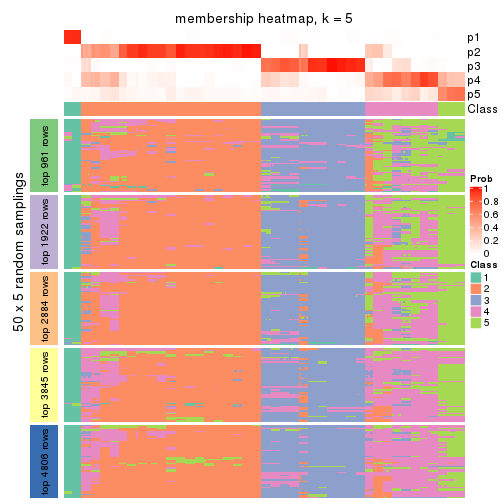 membership heatmap, k = 5
p1
p2
p3
p4
p5
Class
50 x 5 random samplings
top 961 rows
top 1922 rows
top 2884 rows
top 3845 rows
top 4806 rows
Prob
1
0.8
0.6
0.4
0.2
0
Class
1
2
3
4
5